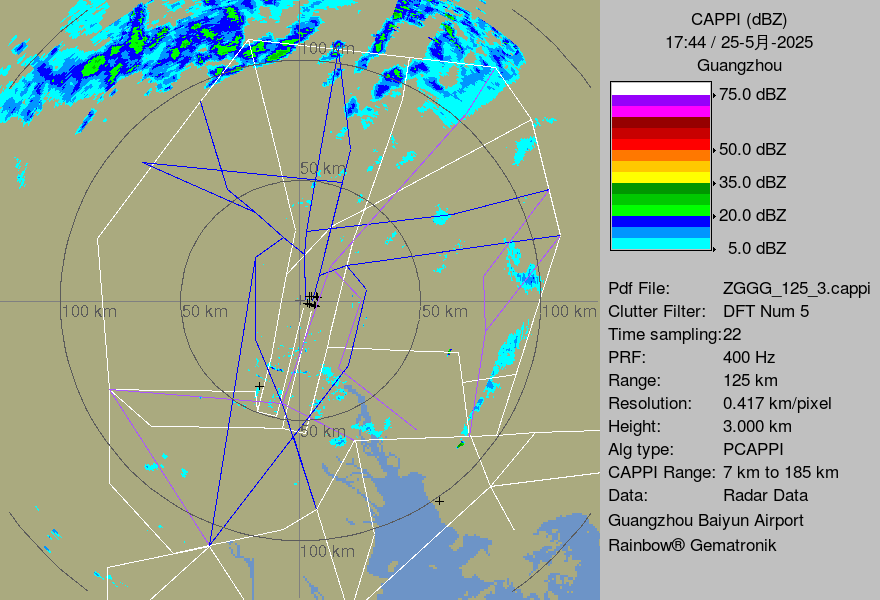 CAPPI (dBZ)
17:44 / 25-5月-2025
Guangzhou
75.0 dBZ
50.0 dBZ
35.0 dBZ
20.0 dBZ
5.0 dBZ
Pdf File: ZGGG_125_3.cappi
Clutter Filter: DFT Num 5
Time sampling:22
PRF: 400 Hz
Range: 125 km
Resolution: 0.417 km/pixel
Height: 3.000 km
Alg type: PCAPPI
CAPPI Range: 7 km to 185 km
Data: Radar Data
Guangzhou Baiyun Airport
Rainbow® Gematronik
100 km
50 km
100 km
50 km
50 km
100 km
50 km
100 km